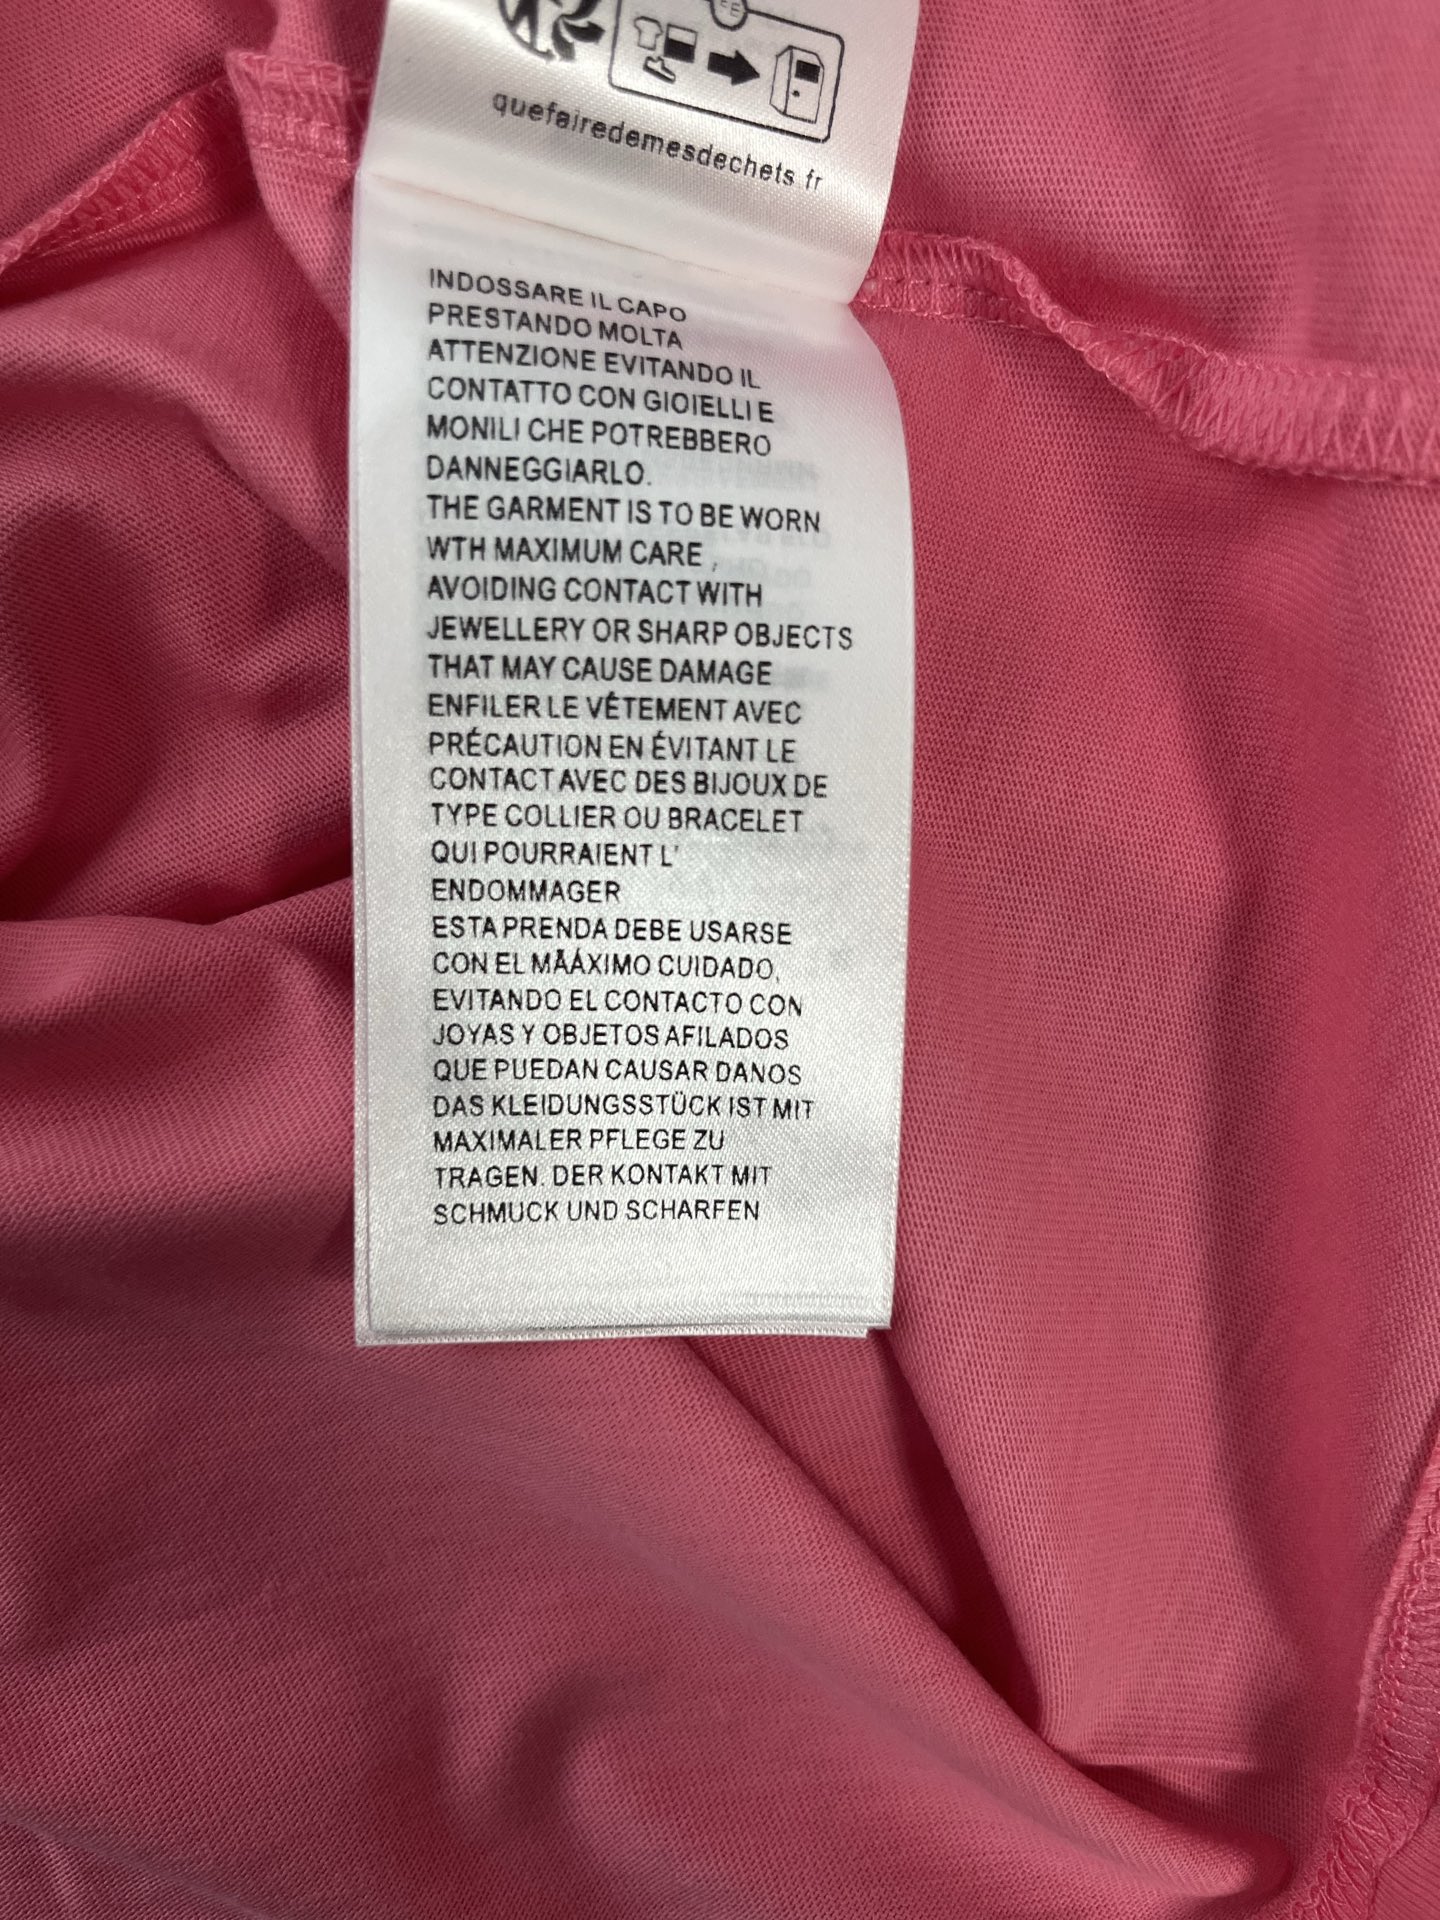 quefairedemesdechets fr
INDOSSARE IL CAPO
PRESTANDO MOLTA
ATTENZIONE EVITANDO IL
CONTATTO CON GIOIELLI E
MONILI CHE POTREBBERO
DANNEGGIARLO.
THE GARMENT IS TO BE WORN
WTH MAXIMUM CARE ,
AVOIDING CONTACT WITH
JEWELLERY OR SHARP OBJECTS
THAT MAY CAUSE DAMAGE
ENFILER LE VÊTEMENT AVEC
PRÉCAUTION EN ÉVITANT LE
CONTACT AVEC DES BIJOUX DE
TYPE COLLIER OU BRACELET
QUI POURRAIENT L'
ENDOMMAGER
ESTA PRENDA DEBE USARSE
CON EL MÃÁXIMO CUIDADO,
EVITANDO EL CONTACTO CON
JOYAS Y OBJETOS AFILADOS
QUE PUEDAN CAUSAR DANOS
DAS KLEIDUNGSSTÜCK IST MIT
MAXIMALER PFLEGE ZU
TRAGEN. DER KONTAKT MIT
SCHMUCK UND SCHARFEN